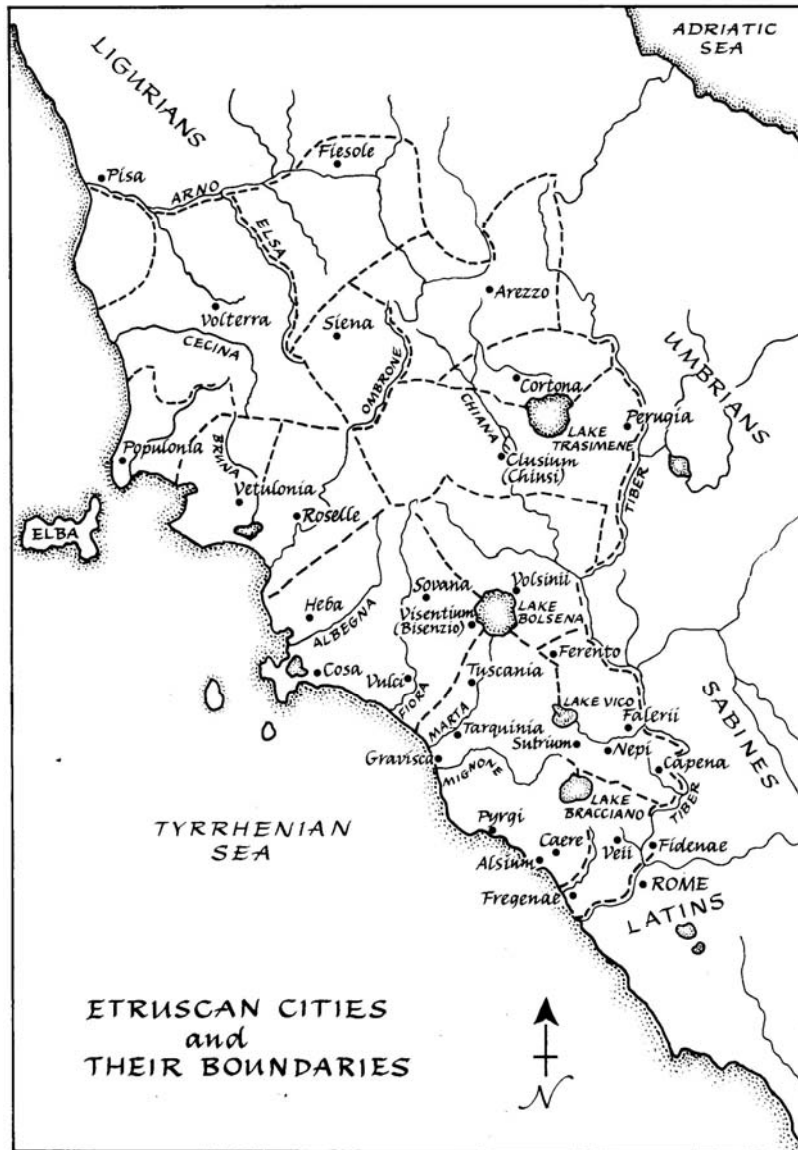 ADRIATIC
SEA
LIGURIANS
Fiesole
Pisa
ARNO
ELSA
Arezzo
Volterra
Siena
CECINA
OMBRONE
UMBRIANS
Cortona
CHIANA
LAKE
TRASIMENE
Perugia
Populonia
BRUNA
Clusium
(Chiusi)
TIBER
Vetulonia
Roselle
ELBA
Sovana
Volsinii
Heba
ALBEGNA
Visentium
(Bisenzio)
LAKE
BOLSENA
Ferento
Cosa
Vulci
FIORA
Tuscania
LAKE VICO
SABINES
MARTA
Tarquinia
Falerii
Sutrium
Nepi
Gravisca
MIGNONE
Capena
LAKE
BRACCIANO
TIBER
TYRRHENIAN
SEA
Pyrgi
Caere
Veii
Fidenae
Alsium
Fregenae
ROME
LATINS
ETRUSCAN CITIES
and
THEIR BOUNDARIES
N